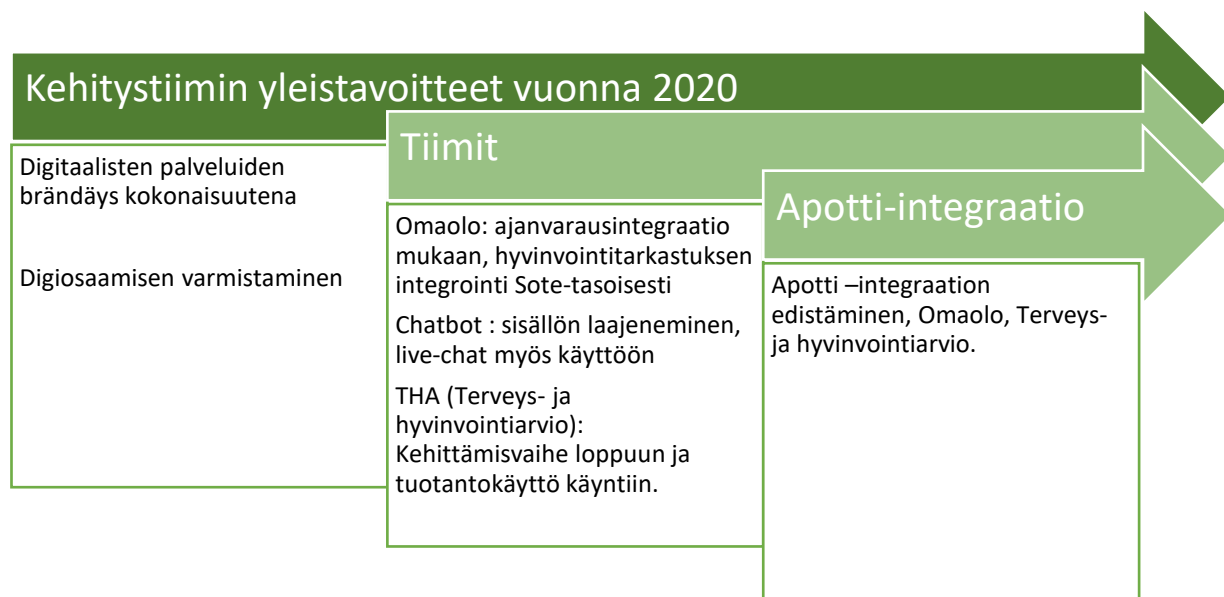 Kehitystiimin yleistavoitteet vuonna 2020
Digitaalisten palveluiden
brändäys kokonaisuutena
Digiosaamisen varmistaminen
Tiimit
Omaolo: ajanvarausintegraatio
mukaan, hyvinvointitarkastuksen
integrointi Sote-tasoisesti
Chatbot : sisällön laajeneminen,
live-chat myös käyttöön
THA (Terveys- ja
hyvinvointiarvio):
Kehittämisvaihe loppuun ja
tuotantokäyttö käyntiin.
Apotti-integraatio
Apotti –integraation
edistäminen, Omaolo, Terveys-
ja hyvinvointiarvio.